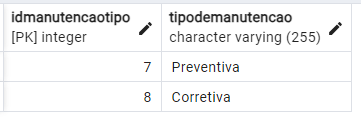 idmanutencaotipo tipodemanutencao
[PK] integer character varying (255)
7 Preventiva
8 Corretiva